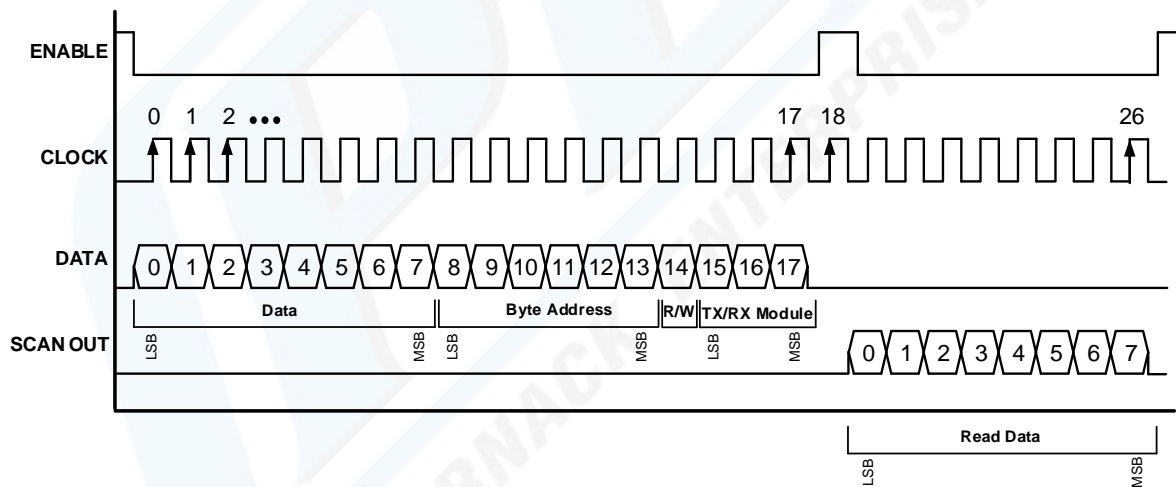 ENABLE
0 1 2 ••• 17 18 26
CLOCK
DATA
0 1 2 3 4 5 6 7 8 9 10 11 12 13 14 15 16 17
Data Byte Address R/W TX/RX Module
LSB MSB LSB MSB LSB MSB
SCAN OUT
0 1 2 3 4 5 6 7
Read Data
LSB MSB